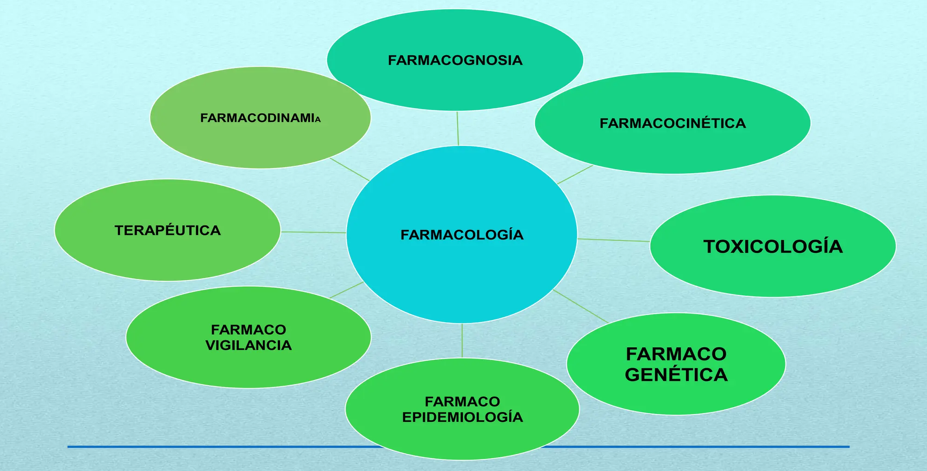 FARMACOGNOSIA
FARMACODINAMIA
FARMACOCINÉTICA
TERAPÉUTICA
FARMACOLOGÍA
TOXICOLOGÍA
FARMACO
VIGILANCIA
FARMACO
GENÉTICA
FARMACO
EPIDEMIOLOGÍA